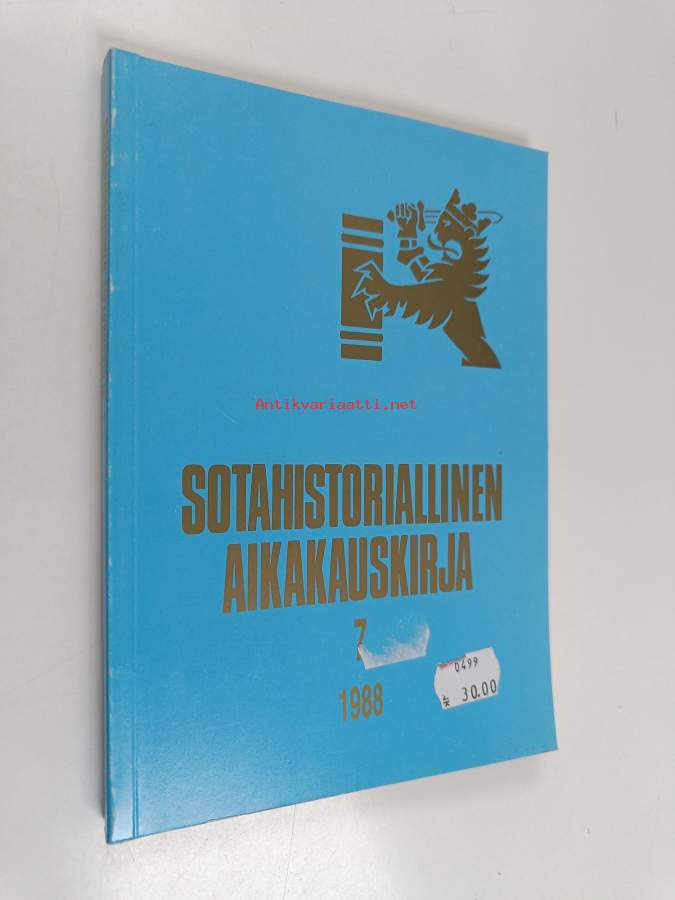 Antikvariaatti.net
SOTAHISTORIALLINEN
AIKAKAUSKIRJA
7
1988
0499
30.00